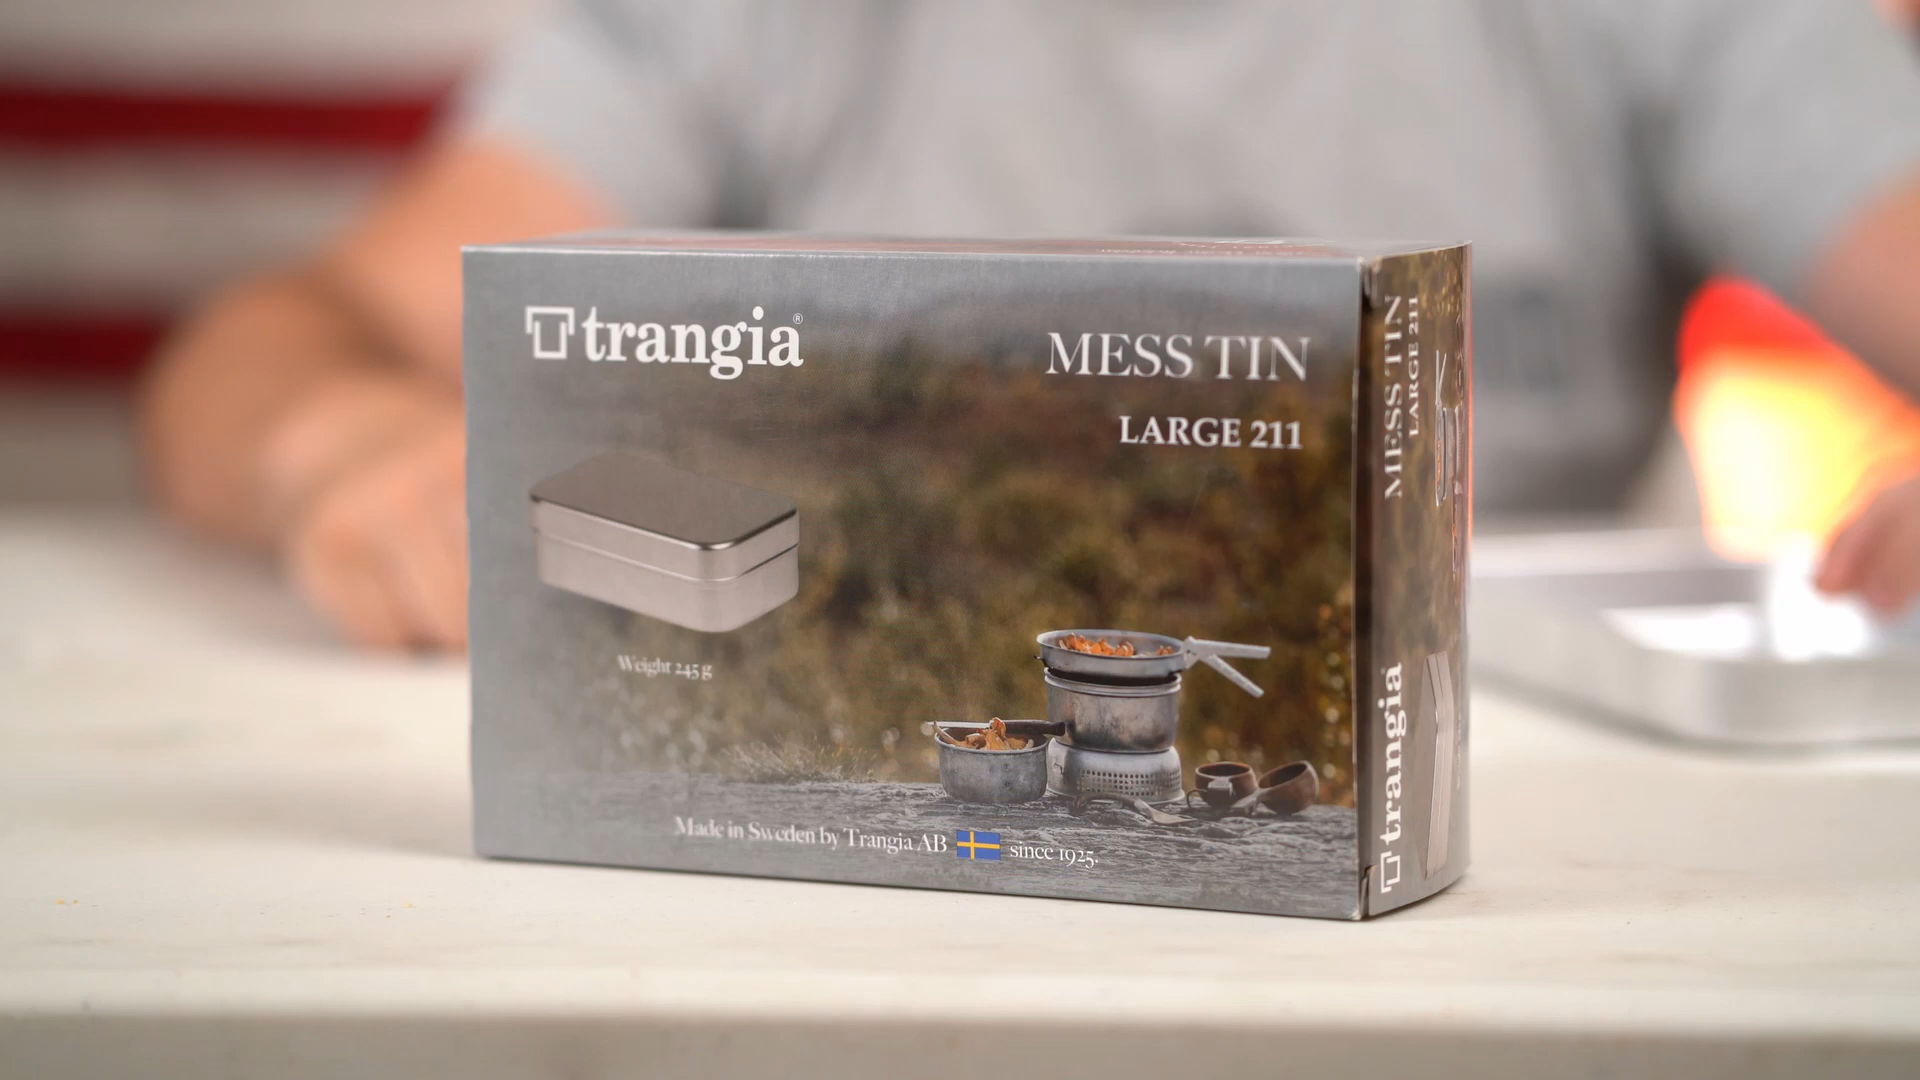 trangia®
MESS TIN
LARGE 211
Weight 245 g
Made in Sweden by Trangia AB since 1925.
MESS TIN
LARGE 211
trangia